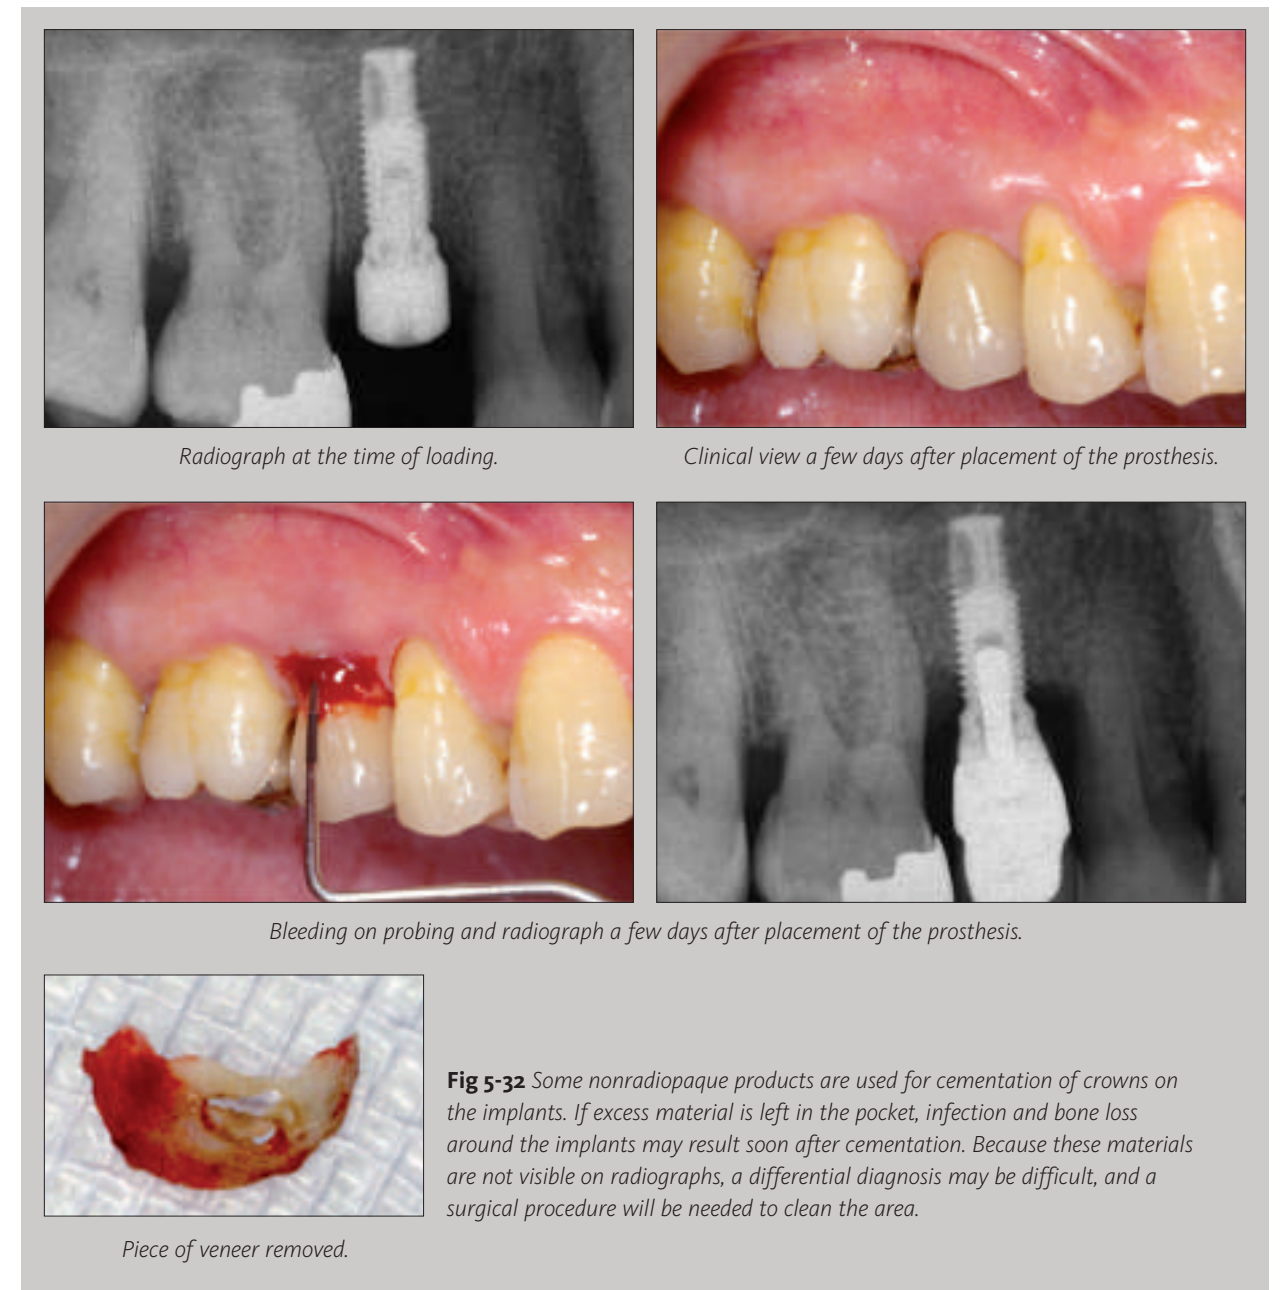 Radiograph at the time of loading.
Clinical view a few days after placement of the prosthesis.
Bleeding on probing and radiograph a few days after placement of the prosthesis.
Piece of veneer removed.
Fig 5-32 Some nonradiopaque products are used for cementation of crowns on
the implants. If excess material is left in the pocket, infection and bone loss
around the implants may result soon after cementation. Because these materials
are not visible on radiographs, a differential diagnosis may be difficult, and a
surgical procedure will be needed to clean the area.